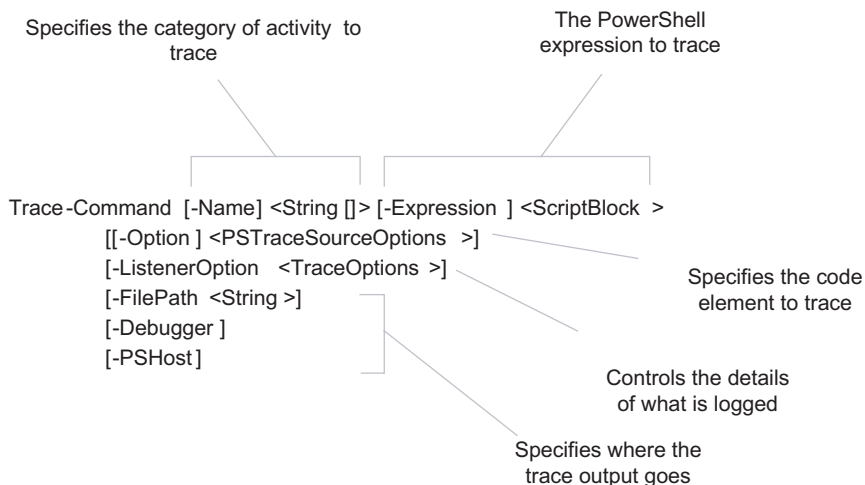 Specifies the category of activity to
trace
The PowerShell
expression to trace
Trace-Command [-Name] <String []> [-Expression ] <ScriptBlock >
[[-Option ] <PSTraceSourceOptions >]
[-ListenerOption <TraceOptions >]
[-FilePath <String >]
[-Debugger ]
[-PSHost]
Specifies the code
element to trace
Controls the details
of what is logged
Specifies where the
trace output goes